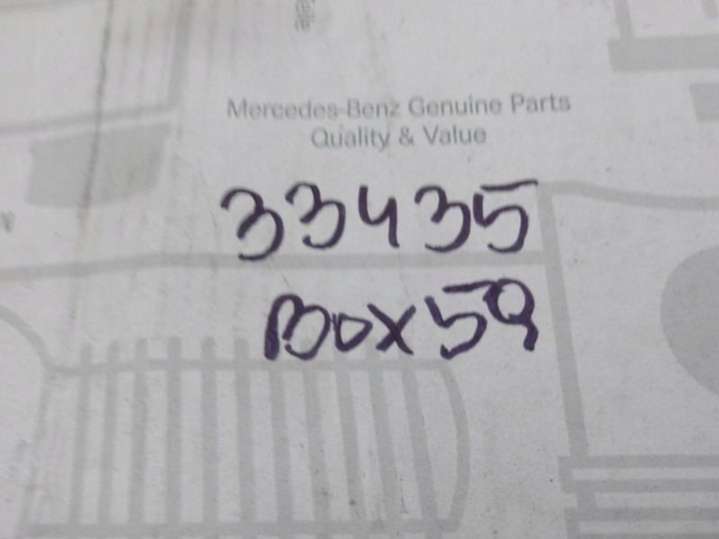 Mercedes-Benz Genuine Parts
Quality & Value
33435
Box59